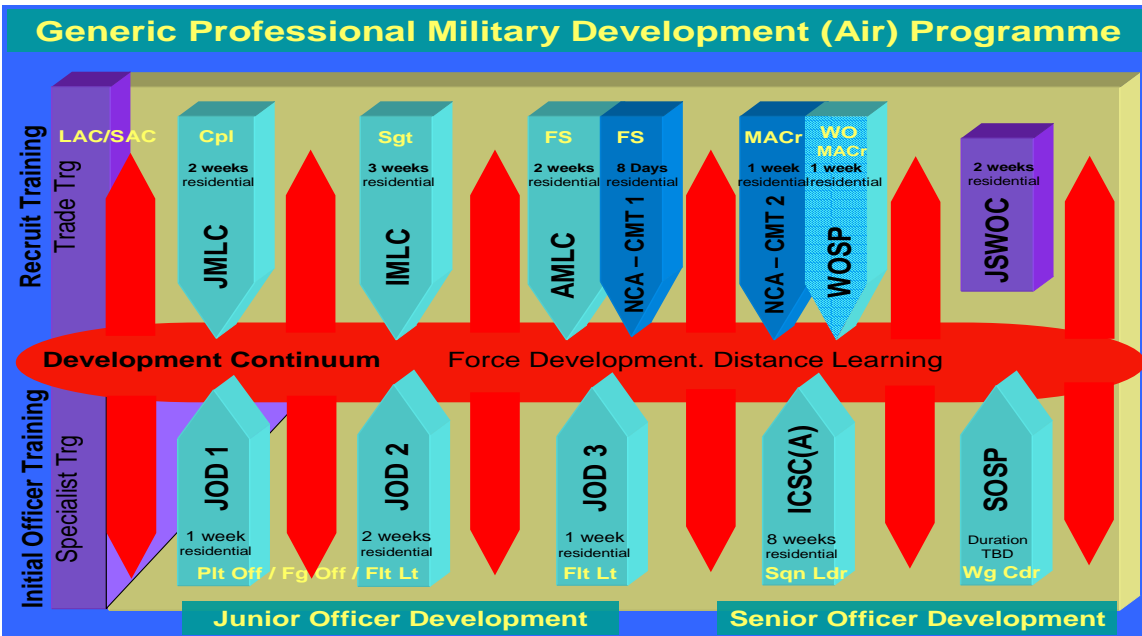 Generic Professional Military Development (Air) Programme
Recruit Training
Trade Trg
LAC/SAC
Cpl
2 weeks
residential
JMLC
Sgt
3 weeks
residential
IMLC
FS
2 weeks
residential
AMLC
FS
8 Days
residential
NCA – CMT 1
MACr
1 week
residential
NCA – CMT 2
WO
MACr
1 week
residential
WOSP
2 weeks
residential
JSWOC
Development Continuum
Force Development. Distance Learning
Initial Officer Training
Specialist Trg
JOD 1
1 week
residential
JOD 2
2 weeks
residential
Plt Off / Fg Off / Flt Lt
JOD 3
1 week
residential
Flt Lt
ICSC(A)
8 weeks
residential
Sqn Ldr
SOSP
Duration
TBD
Wg Cdr
Junior Officer Development
Senior Officer Development